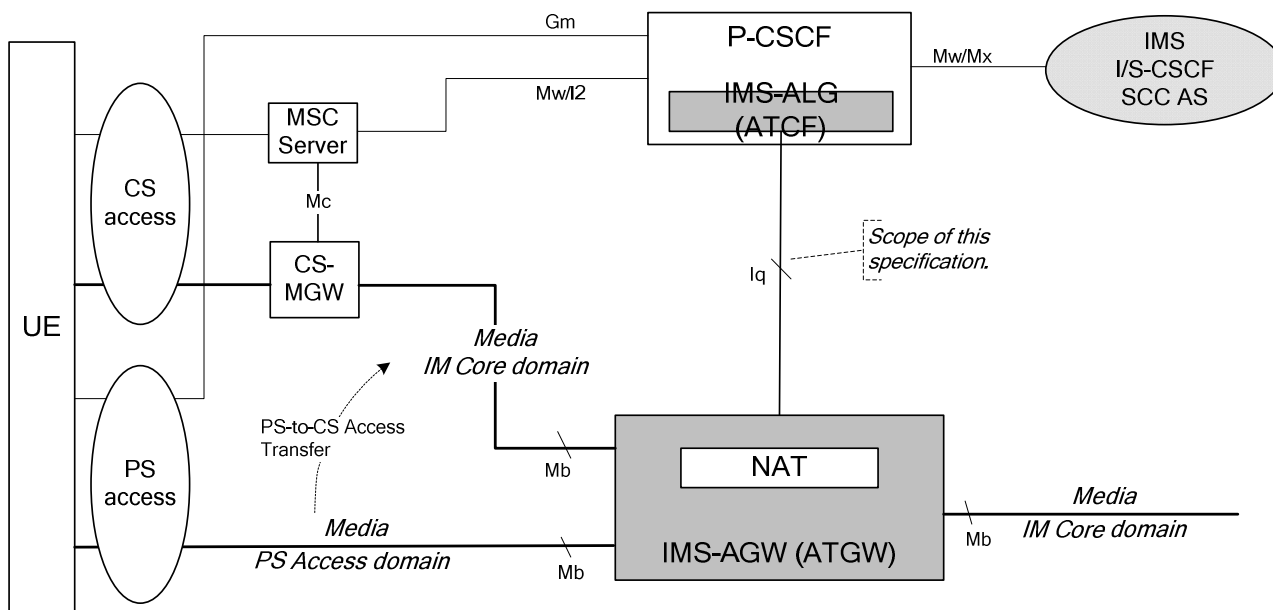 Gm
P-CSCF
IMS-ALG
(ATCF)
Mw/Mx
IMS
I/S-CSCF
SCC AS
Mw/I2
MSC
Server
CS
access
Mc
CS-
MGW
Scope of this
specification.
Iq
UE
Media
IM Core domain
PS-to-CS Access
Transfer
PS
access
Mb
NAT
Media
PS Access domain
Mb
IMS-AGW (ATGW)
Mb
Media
IM Core domain